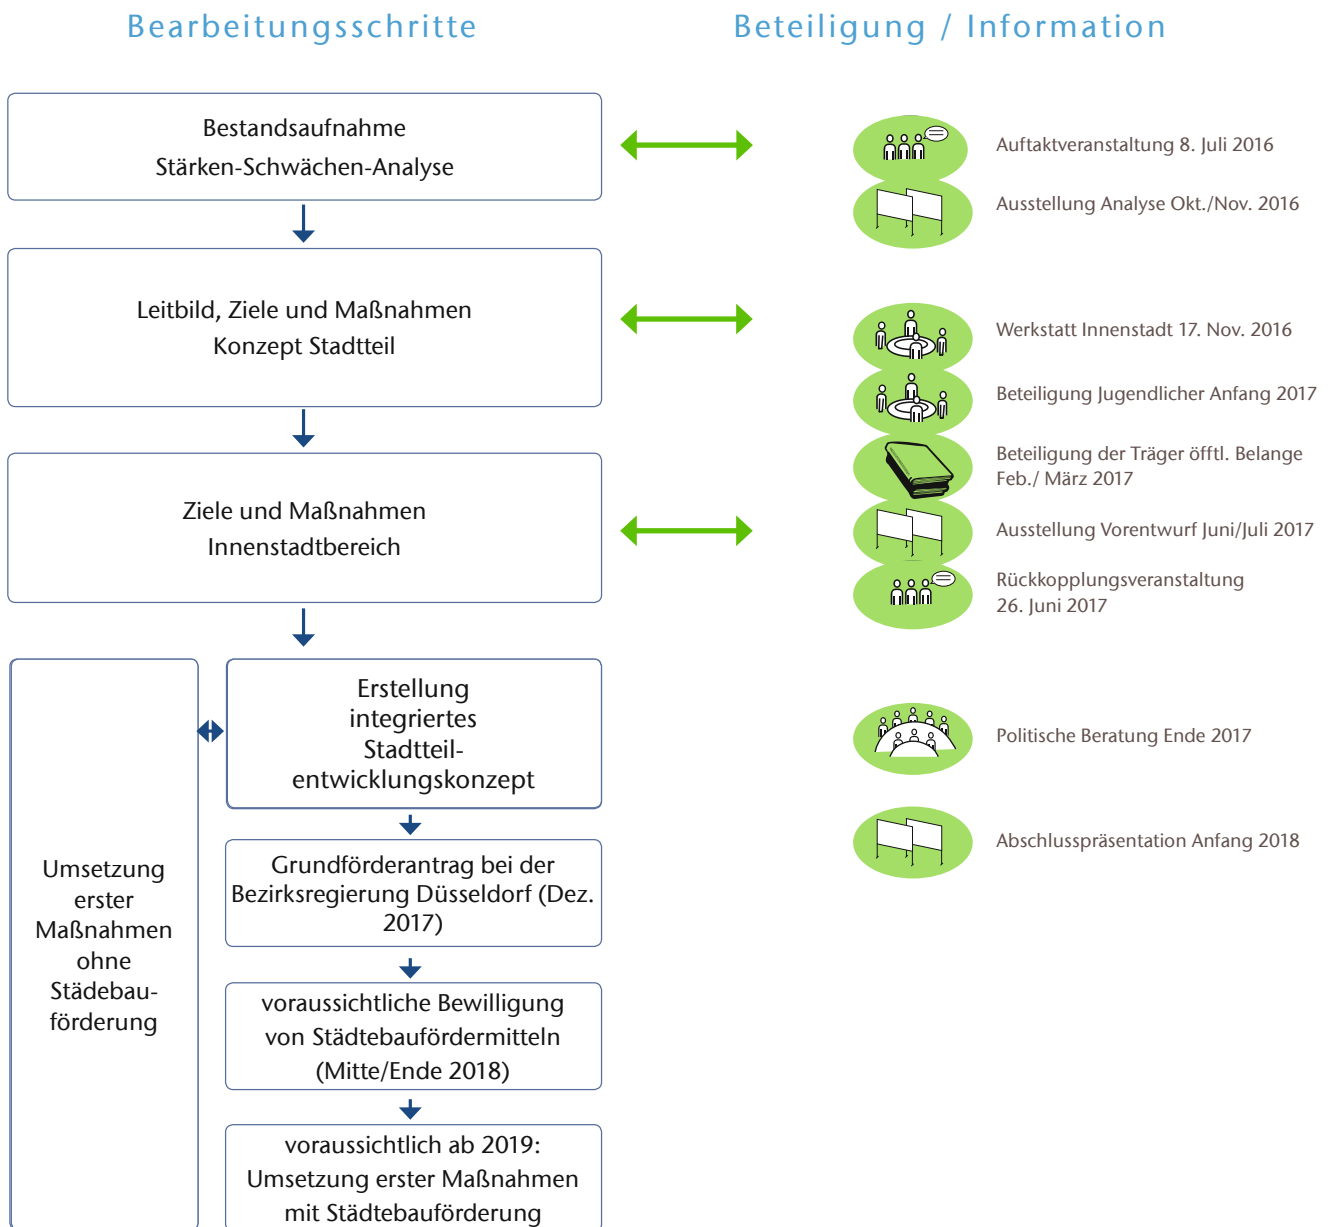 Bearbeitungsschritte
Beteiligung / Information
Bestandsaufnahme
Stärken-Schwächen-Analyse
Auftaktveranstaltung 8. Juli 2016
Ausstellung Analyse Okt./Nov. 2016
Leitbild, Ziele und Maßnahmen
Konzept Stadtteil
Werkstatt Innenstadt 17. Nov. 2016
Beteiligung Jugendlicher Anfang 2017
Beteiligung der Träger öfftl. Belange
Feb./ März 2017
Ziele und Maßnahmen
Innenstadtbereich
Ausstellung Vorentwurf Juni/Juli 2017
Rückkopplungsveranstaltung
26. Juni 2017
Erstellung
integriertes
Stadtteil-
entwicklungskonzept
Politische Beratung Ende 2017
Abschlusspräsentation Anfang 2018
Umsetzung
erster
Maßnahmen
ohne
Städebau-
förderung
Grundförderantrag bei der
Bezirksregierung Düsseldorf (Dez.
2017)
voraussichtliche Bewilligung
von Städtebaufördermitteln
(Mitte/Ende 2018)
voraussichtlich ab 2019:
Umsetzung erster Maßnahmen
mit Städtebauförderung